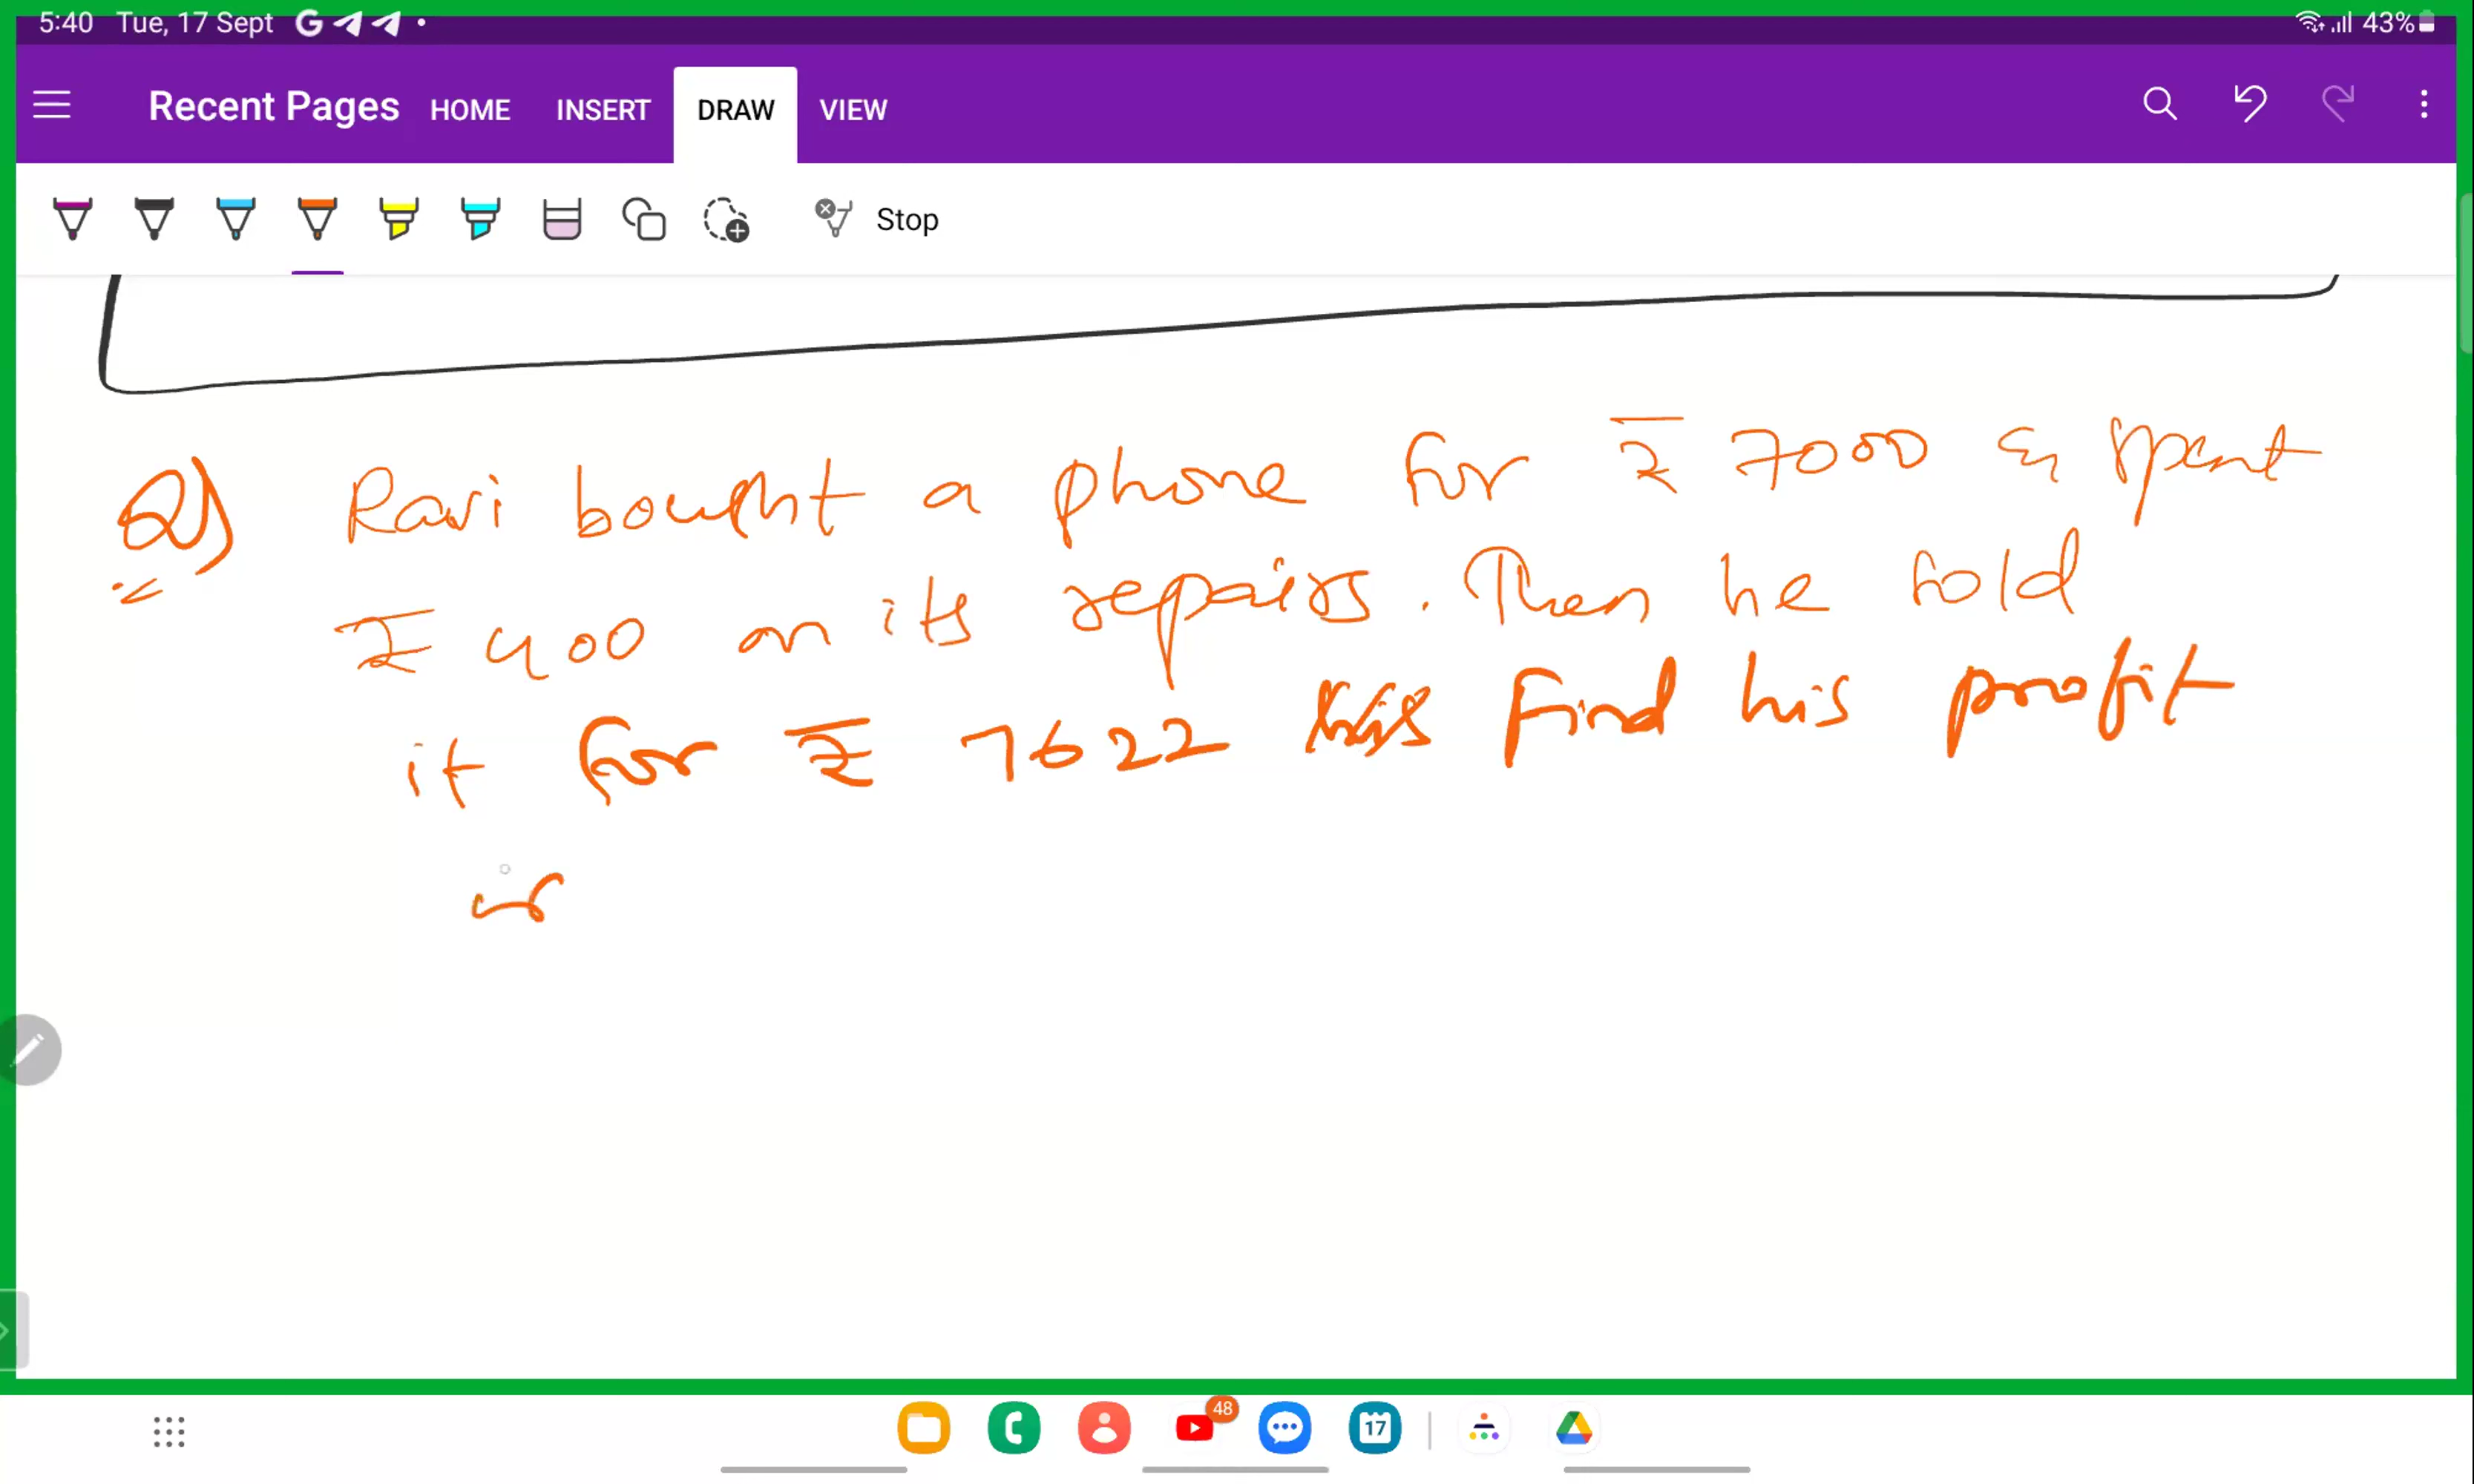 5:40 Tue, 17 Sept G 43%
Recent Pages HOME INSERT DRAW VIEW
Stop
Q) Ravi bought a phone for ₹ 7000 & spent
₹ 400 on its repairs. Then he sold
it for ₹ 7622 Find his profit
or
48
17